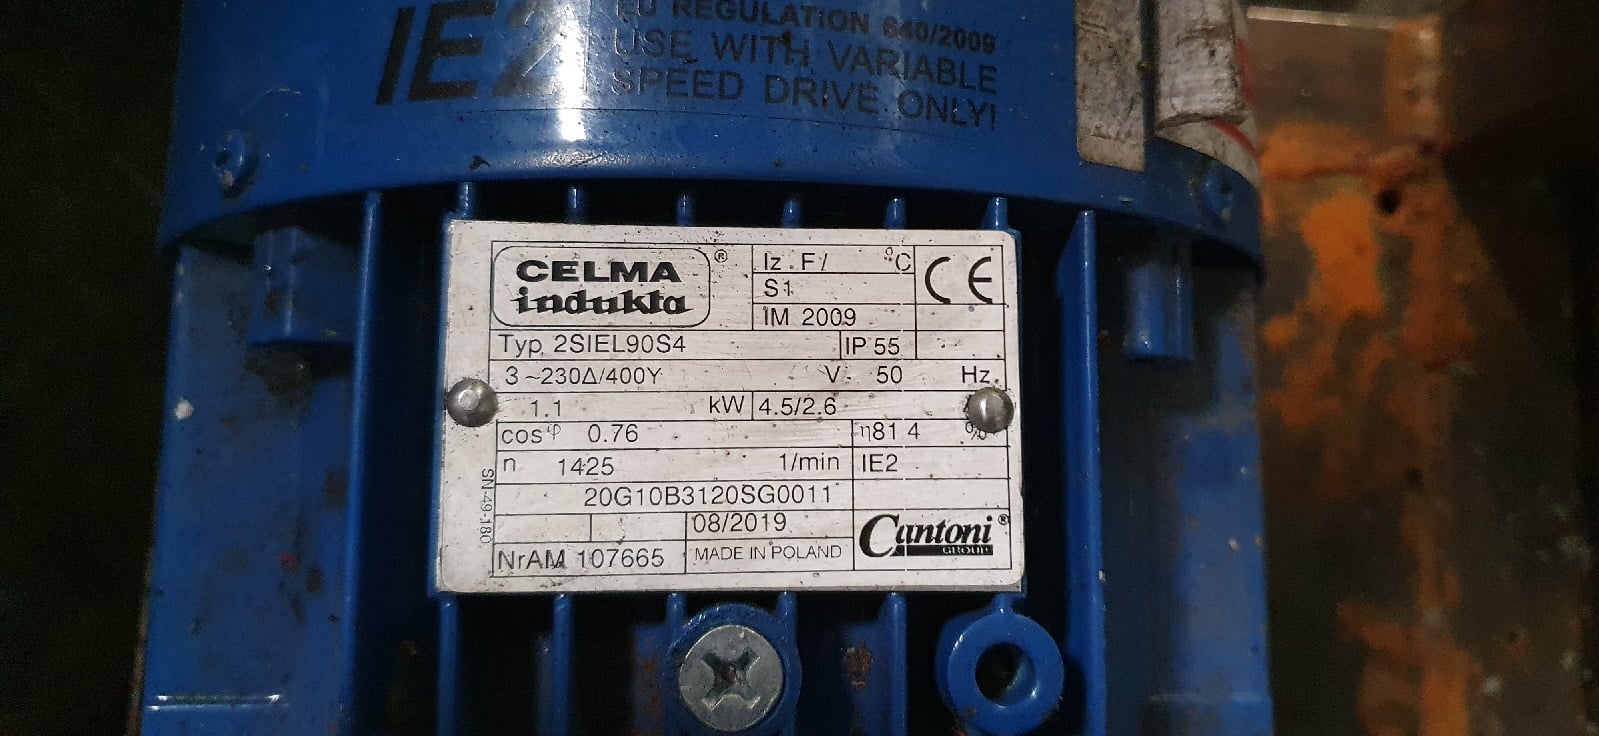 IE2
EU REGULATION 640/2009
USE WITH VARIABLE
SPEED DRIVE ONLY!
CELMA ®
indukta
Iz. F/ °C
S1
IM 2009
CE
Typ. 2SIEL90S4 IP 55
3~230Δ/400Y V 50 Hz.
1.1 kW 4.5/2.6
cosφ 0.76 η81 4 %
n 1425 1/min IE2
20G10B3120SG0011
08/2019
NrAM 107665 MADE IN POLAND
Cantoni ®
GROUP
SN-49-180